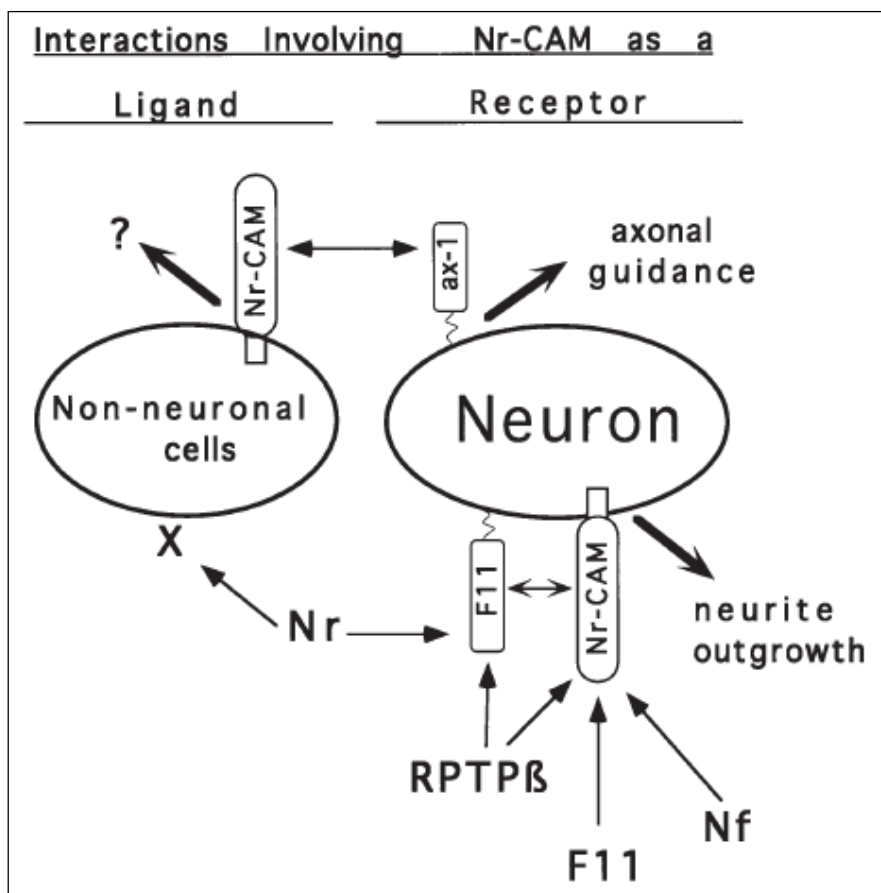 Interactions Involving Nr-CAM as a
Ligand
Receptor
?
Nr-CAM
ax-1
axonal
guidance
Non-neuronal
cells
Neuron
X
Nr
F11
Nr-CAM
neurite
outgrowth
RPTPß
Nf
F11